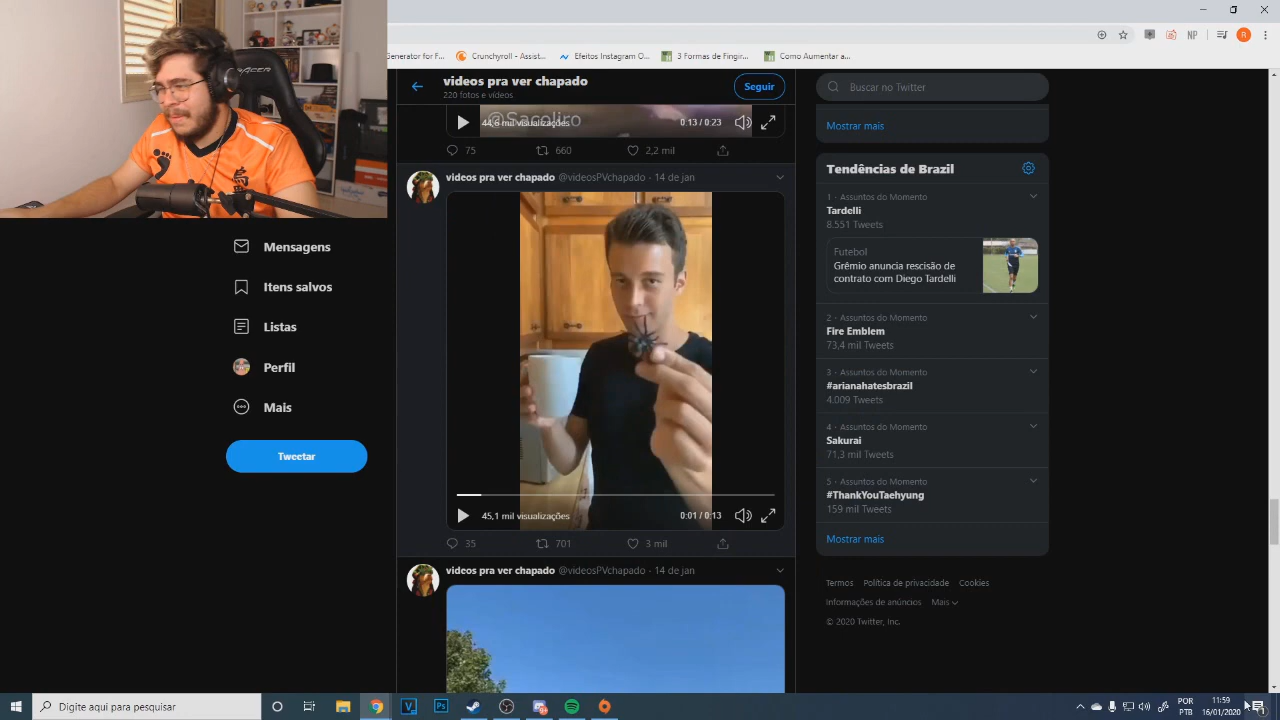 ACER
Generator for F...
Crunchyroll - Assist...
Efeitos Instagram O...
3 Formas de Fingir...
Como Aumentar a...
videos pra ver chapado
220 fotos e vídeos
Seguir
Buscar no Twitter
@Sacoliro
44,6 mil visualizações
0:13 / 0:23
75
660
2,2 mil
Mostrar mais
Tendências de Brazil
1 · Assuntos do Momento
Tardelli
8.551 Tweets
Futebol
Grêmio anuncia rescisão de
contrato com Diego Tardelli
2 · Assuntos do Momento
Fire Emblem
73,4 mil Tweets
3 · Assuntos do Momento
#arianahatesbrazil
4.009 Tweets
4 · Assuntos do Momento
Sakurai
71,3 mil Tweets
5 · Assuntos do Momento
#ThankYouTaehyung
159 mil Tweets
Mostrar mais
Termos Política de privacidade Cookies
Informações de anúncios Mais
© 2020 Twitter, Inc.
videos pra ver chapado @videosPVchapado · 14 de jan
45,1 mil visualizações
0:01 / 0:13
35
701
3 mil
videos pra ver chapado @videosPVchapado · 14 de jan
Mensagens
Itens salvos
Listas
Perfil
Mais
Tweetar
Digite aqui para pesquisar
POR
PTB
11:59
16/01/2020